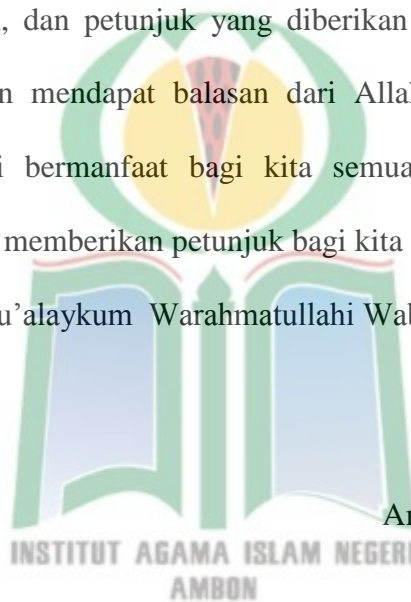 , dan petunjuk yang diberikan
n mendapat balasan dari Allah
i bermanfaat bagi kita semua
memberikan petunjuk bagi kita
u’alaykum Warahmatullahi Wab
INSTITUT AGAMA ISLAM NEGERI
AMBON